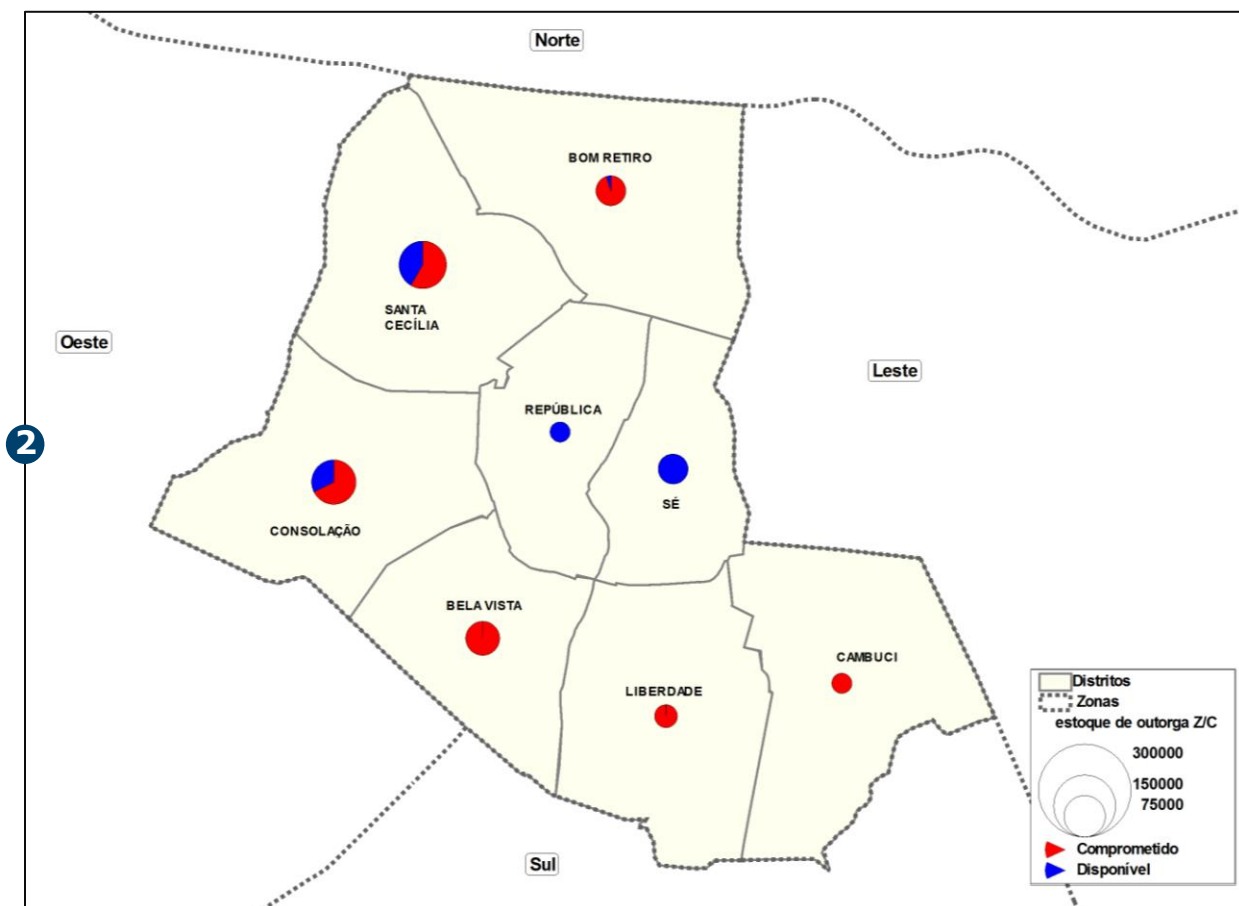 Norte
BOM RETIRO
SANTA
CECÍLIA
Oeste
Leste
REPÚBLICA
2
SÉ
CONSOLAÇÃO
BELA VISTA
CAMBUCI
LIBERDADE
Sul
Distritos
Zonas
estoque de outorga Z/C
300000
150000
75000
Comprometido
Disponível